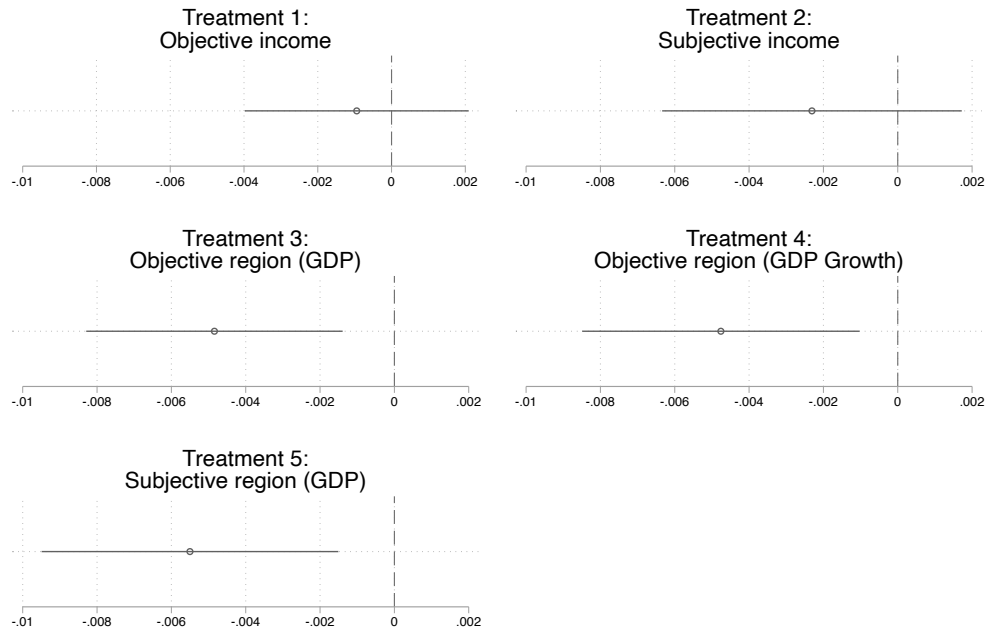 Treatment 1:
Objective income
-.01 -.008 -.006 -.004 -.002 0 .002
Treatment 2:
Subjective income
-.01 -.008 -.006 -.004 -.002 0 .002
Treatment 3:
Objective region (GDP)
-.01 -.008 -.006 -.004 -.002 0 .002
Treatment 4:
Objective region (GDP Growth)
-.01 -.008 -.006 -.004 -.002 0 .002
Treatment 5:
Subjective region (GDP)
-.01 -.008 -.006 -.004 -.002 0 .002